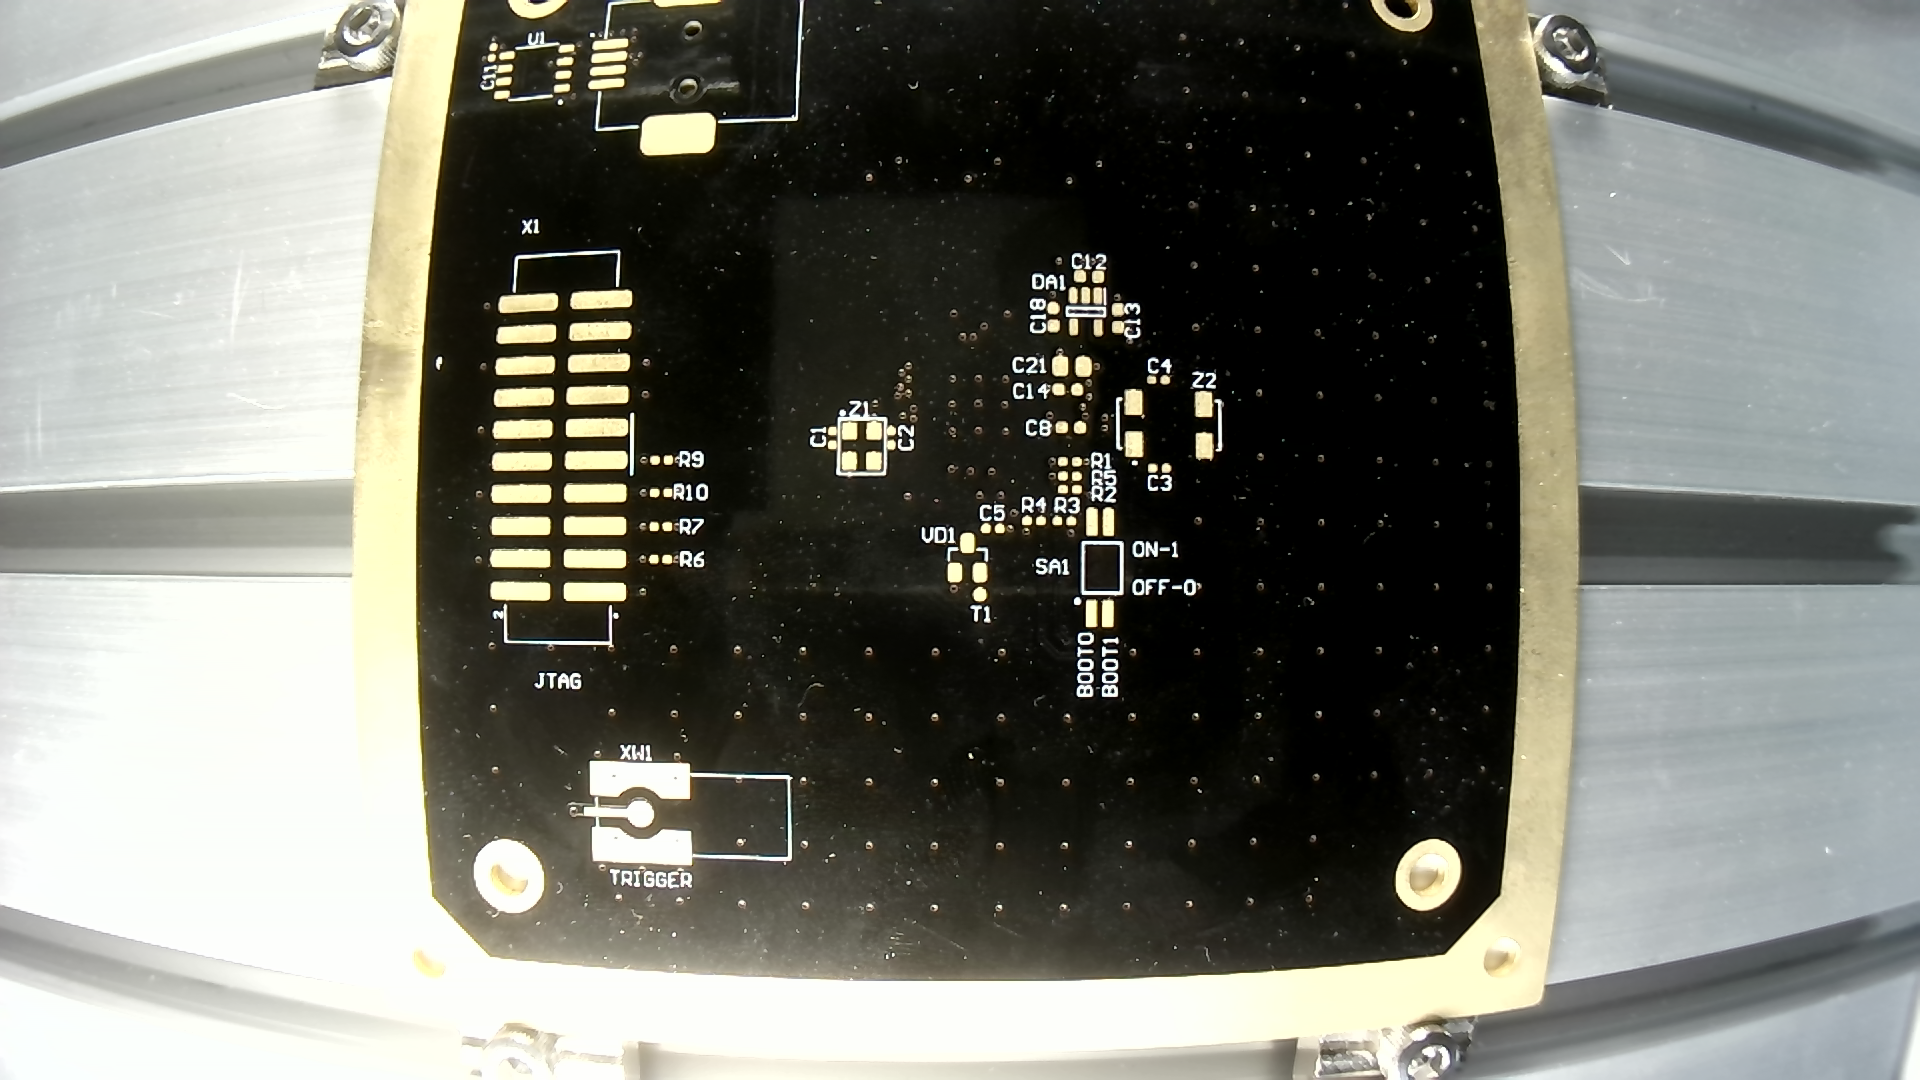 U1
C11
X1
C12
DA1
C18
C13
C21
C4
C14
Z2
Z1
C1
C2
C8
R9
R1
R5
C3
R10
R2
R4 R3
C5
R7
VD1
ON-1
R6
SA1
OFF-0
T1
2
BOOT0
BOOT1
JTAG
XW1
TRIGGER